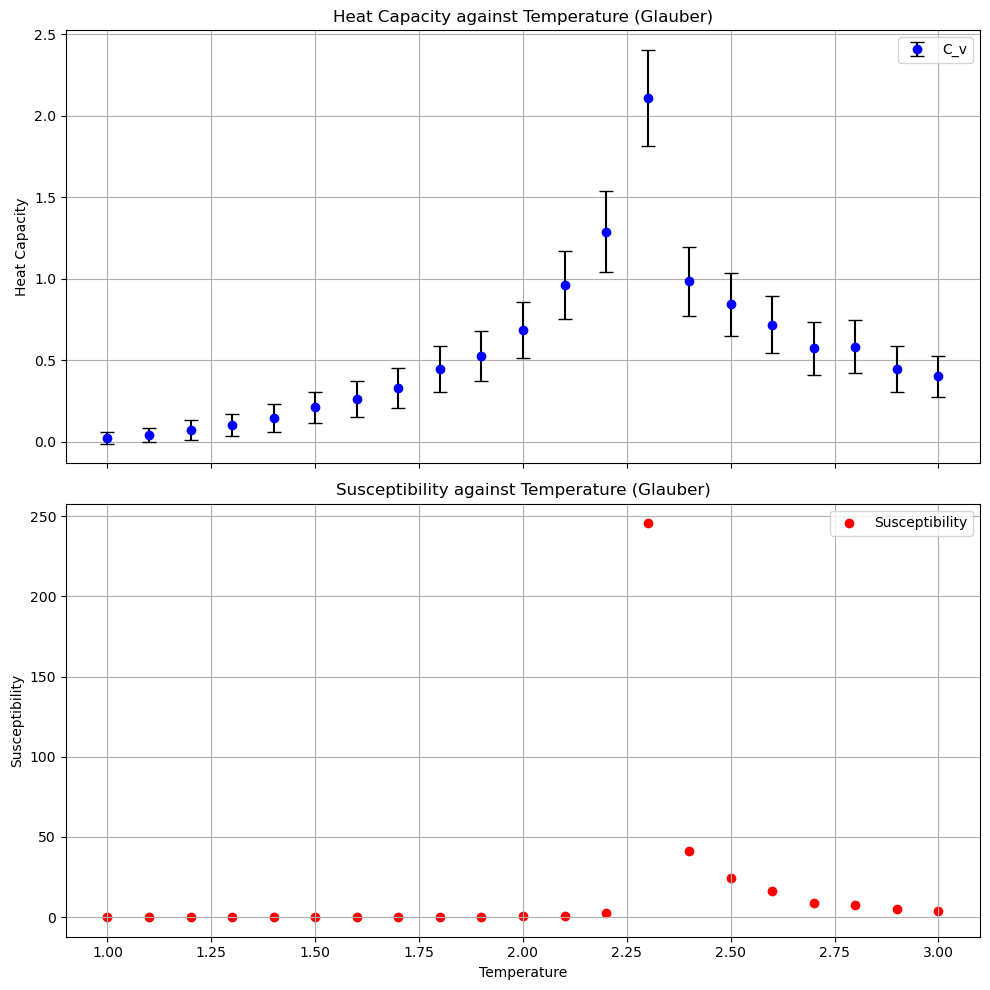 Heat Capacity against Temperature (Glauber)
2.5
2.0
1.5
1.0
0.5
0.0
Heat Capacity
C_v
Susceptibility against Temperature (Glauber)
250
200
150
100
50
0
Susceptibility
Susceptibility
1.00 1.25 1.50 1.75 2.00 2.25 2.50 2.75 3.00
Temperature